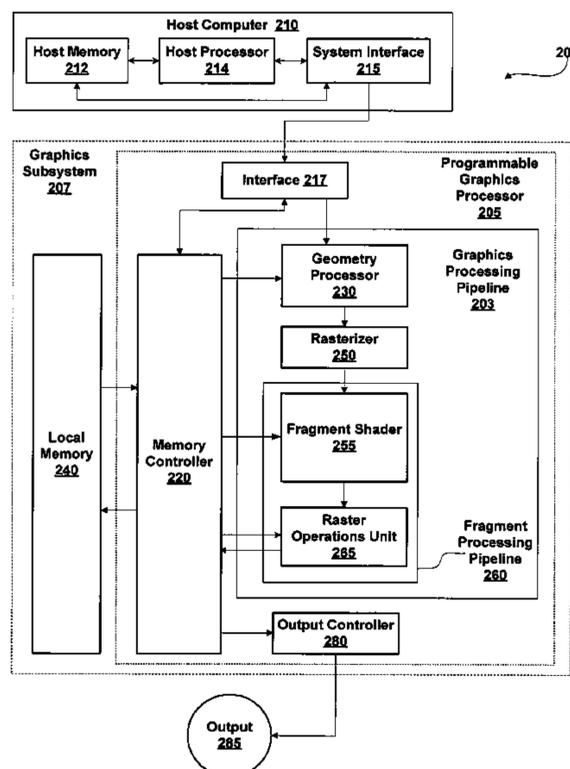 Host Computer 210
Host Memory
212
Host Processor
214
System Interface
215
20
Graphics
Subsystem
207
Programmable
Graphics
Processor
205
Interface 217
Geometry
Processor
230
Graphics
Processing
Pipeline
203
Rasterizer
250
Local
Memory
240
Memory
Controller
220
Fragment Shader
255
Raster
Operations Unit
265
Fragment
Processing
Pipeline
260
Output Controller
280
Output
285